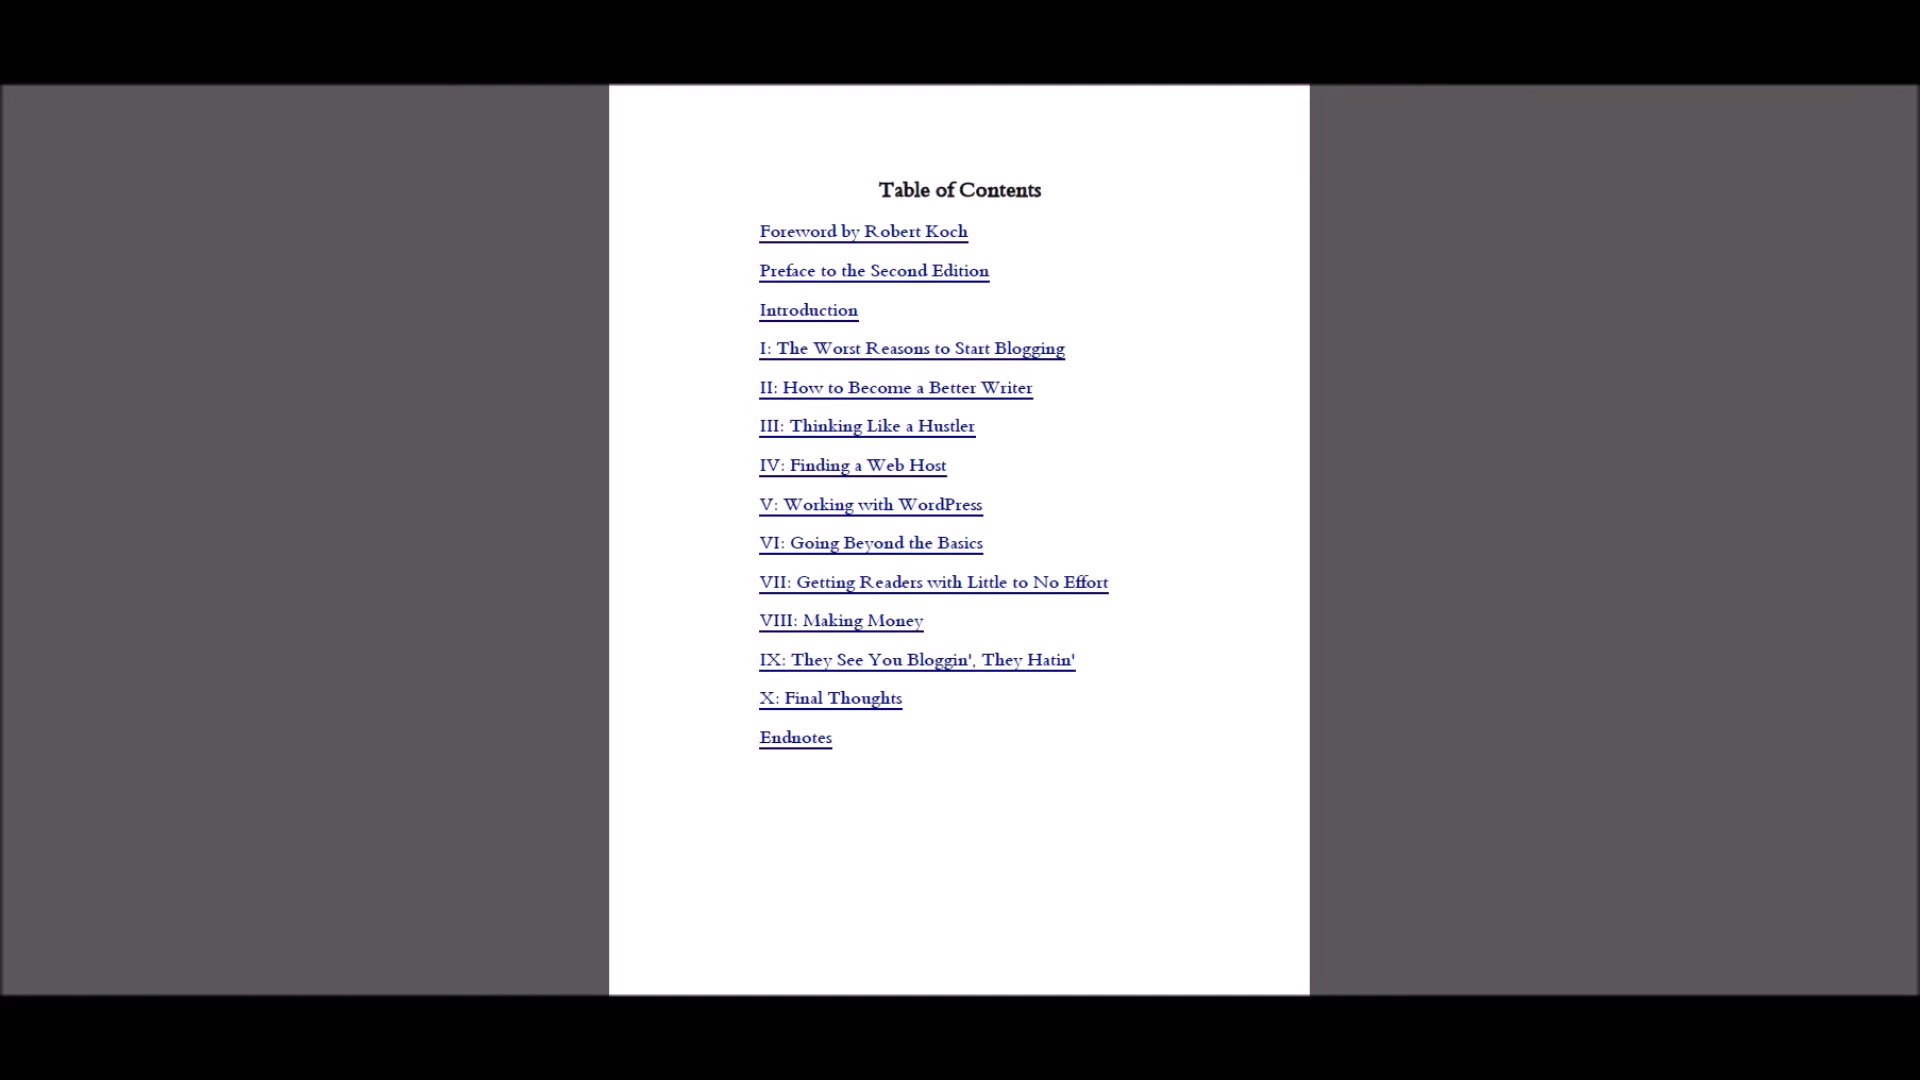 Table of Contents
Foreword by Robert Koch
Preface to the Second Edition
Introduction
I: The Worst Reasons to Start Blogging
II: How to Become a Better Writer
III: Thinking Like a Hustler
IV: Finding a Web Host
V: Working with WordPress
VI: Going Beyond the Basics
VII: Getting Readers with Little to No Effort
VIII: Making Money
IX: They See You Bloggin', They Hatin'
X: Final Thoughts
Endnotes